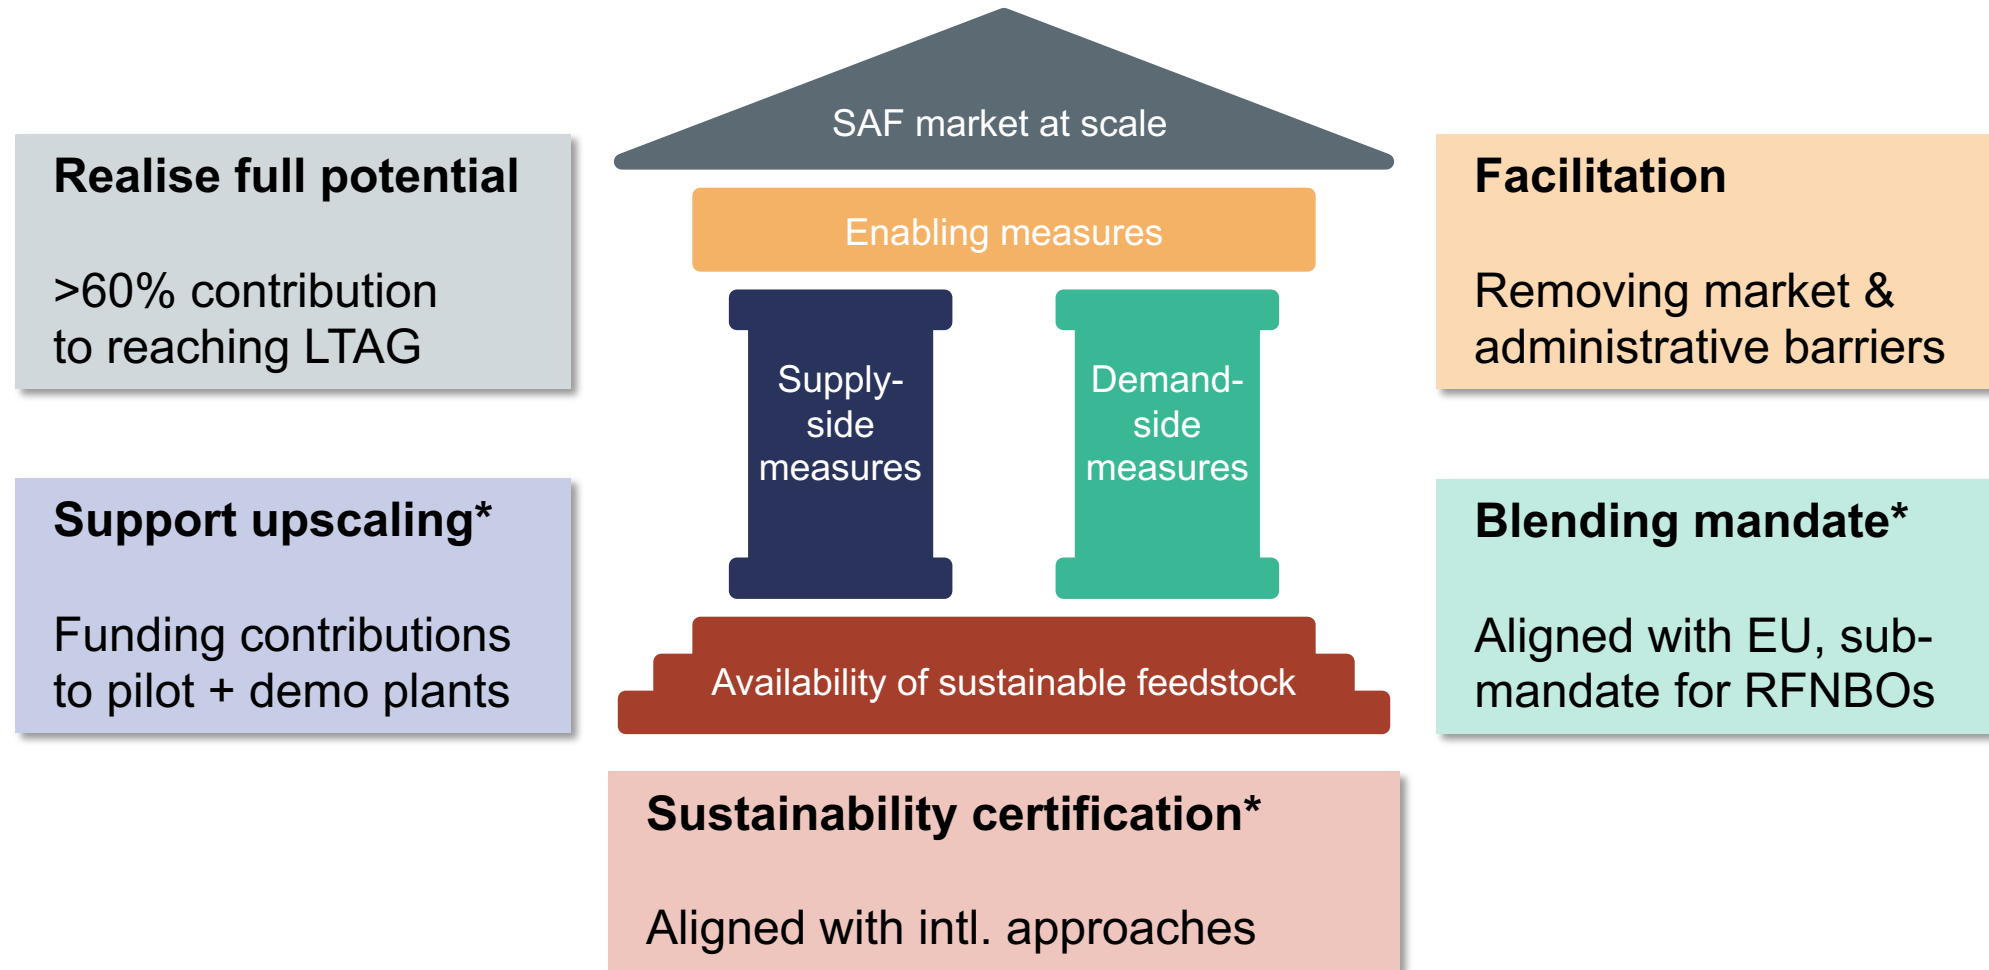 SAF market at scale
Realise full potential
>60% contribution
to reaching LTAG
Enabling measures
Facilitation
Removing market &
administrative barriers
Supply-
side
measures
Demand-
side
measures
Support upscaling*
Funding contributions
to pilot + demo plants
Blending mandate*
Aligned with EU, sub-
mandate for RFNBOs
Availability of sustainable feedstock
Sustainability certification*
Aligned with intl. approaches